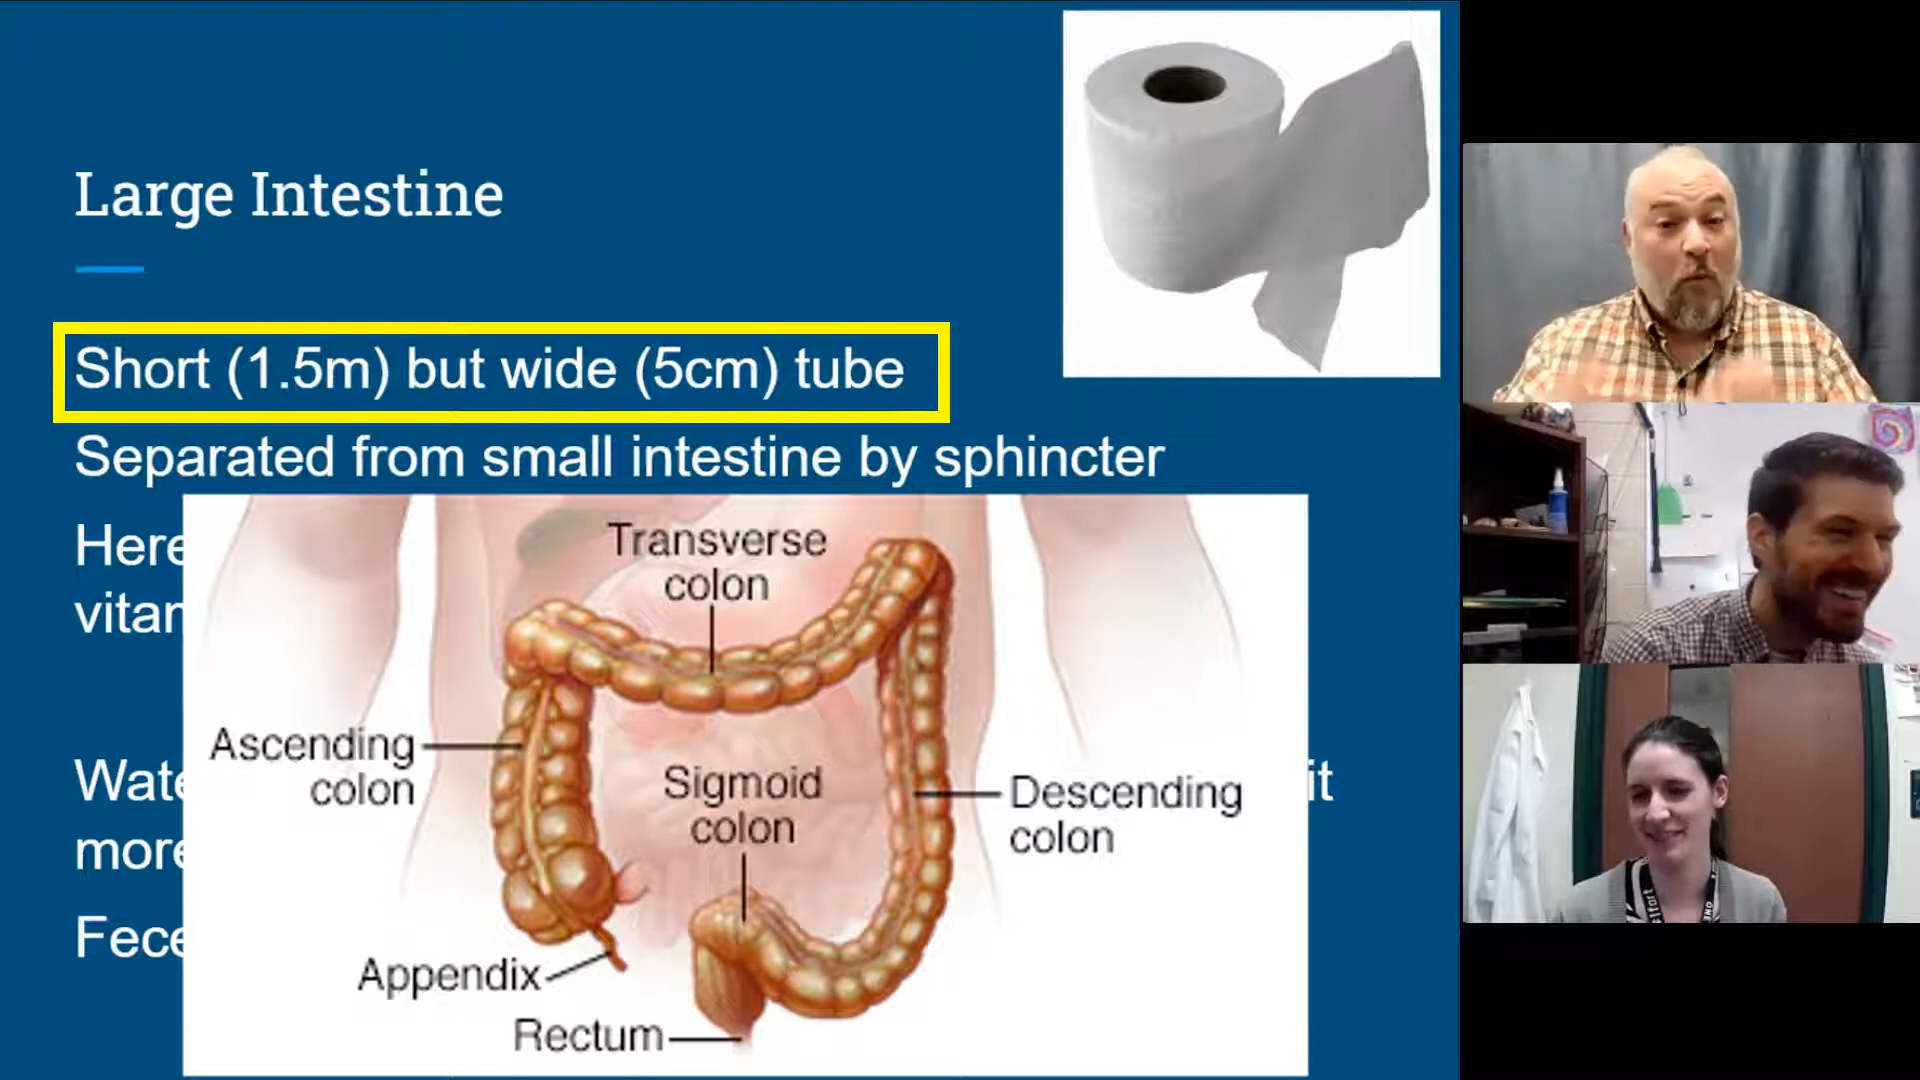 Large Intestine
Short (1.5m) but wide (5cm) tube
Separated from small intestine by sphincter
Here
vitan
Transverse
colon
Ascending
colon
Sigmoid
colon
Descending
colon
Wate
it
more
Fece
Appendix
Rectum